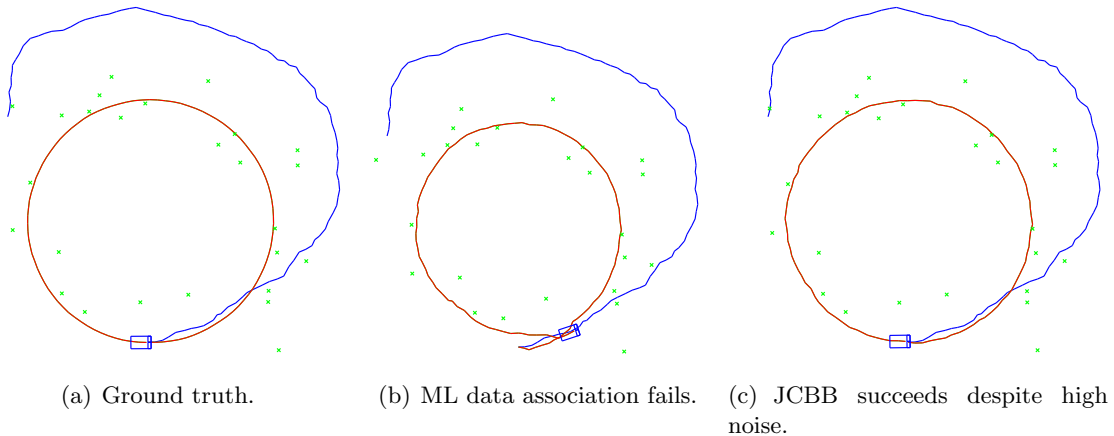 (a) Ground truth.
(b) ML data association fails.
(c) JCBB succeeds despite high
noise.